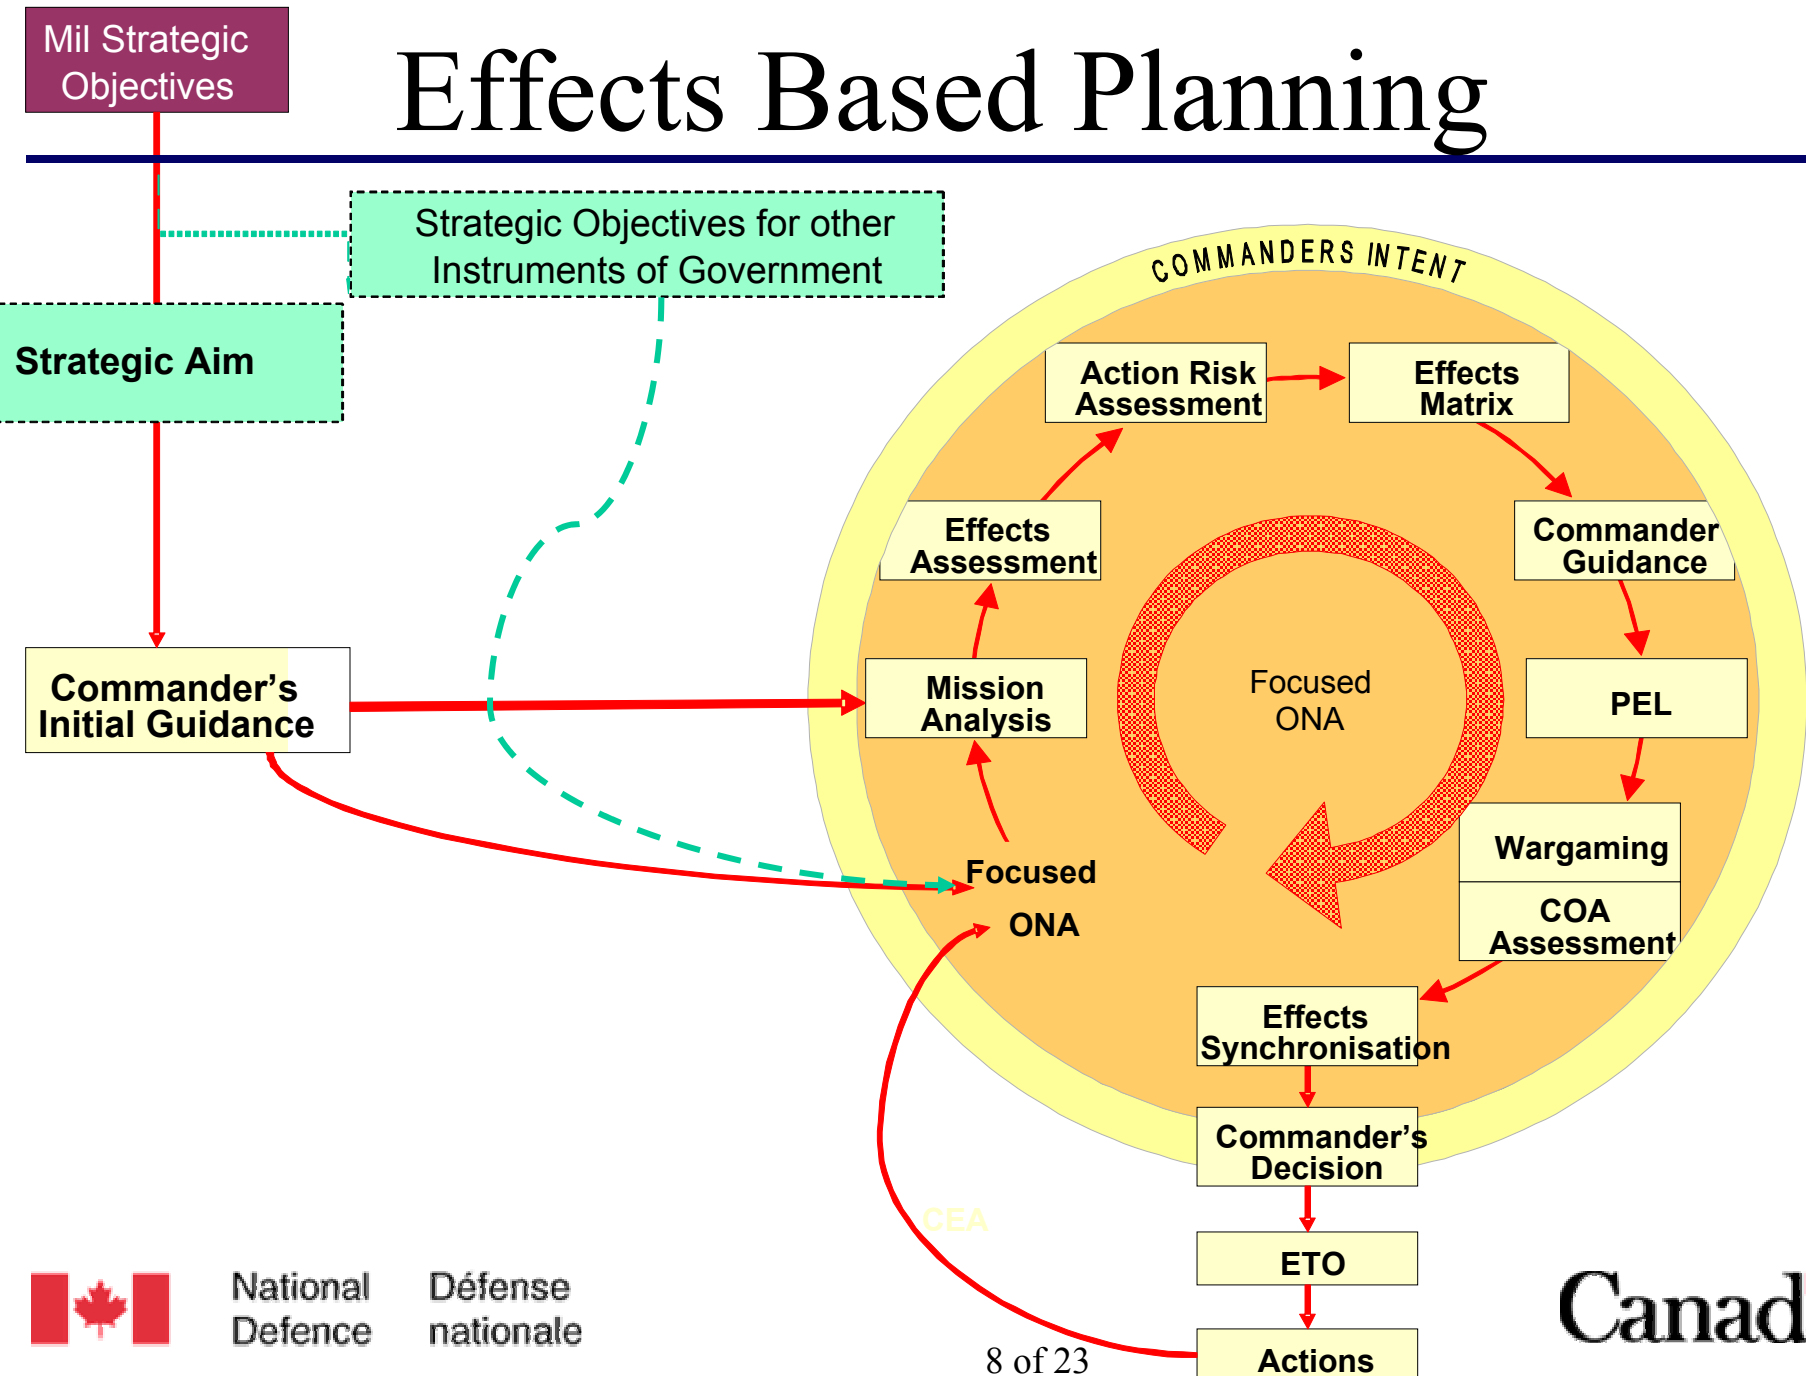 Mil Strategic
Objectives
Effects Based Planning
Strategic Objectives for other
Instruments of Government
Strategic Aim
COMMANDERS INTENT
Action Risk
Assessment
Effects
Matrix
Effects
Assessment
Commander
Guidance
Commander's
Initial Guidance
Mission
Analysis
Focused
ONA
PEL
Wargaming
COA
Assessment
Focused
ONA
Effects
Synchronisation
Commander's
Decision
CEA
ETO
Actions
National
Defence
Défense
nationale
8 of 23
Canad